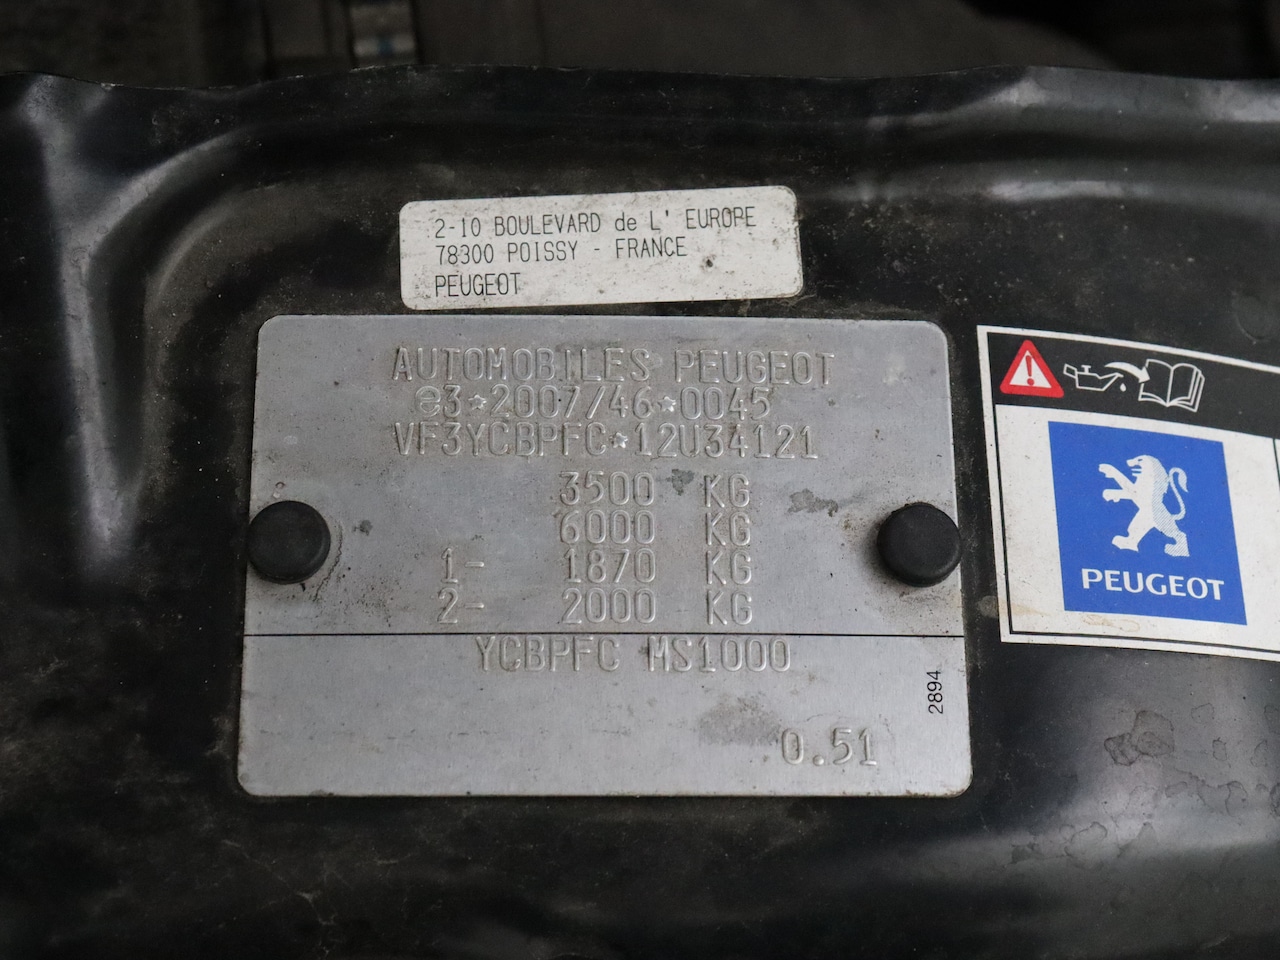 2-10 BOULEVARD de L' EUROPE
78300 POISSY - FRANCE
PEUGEOT
AUTOMOBILES PEUGEOT
e3*2007/46*0045
VF3YCBPFC*12U34121
3500 KG
6000 KG
1- 1870 KG
2- 2000 KG
YCBPFC MS1000
2894
0.51
PEUGEOT